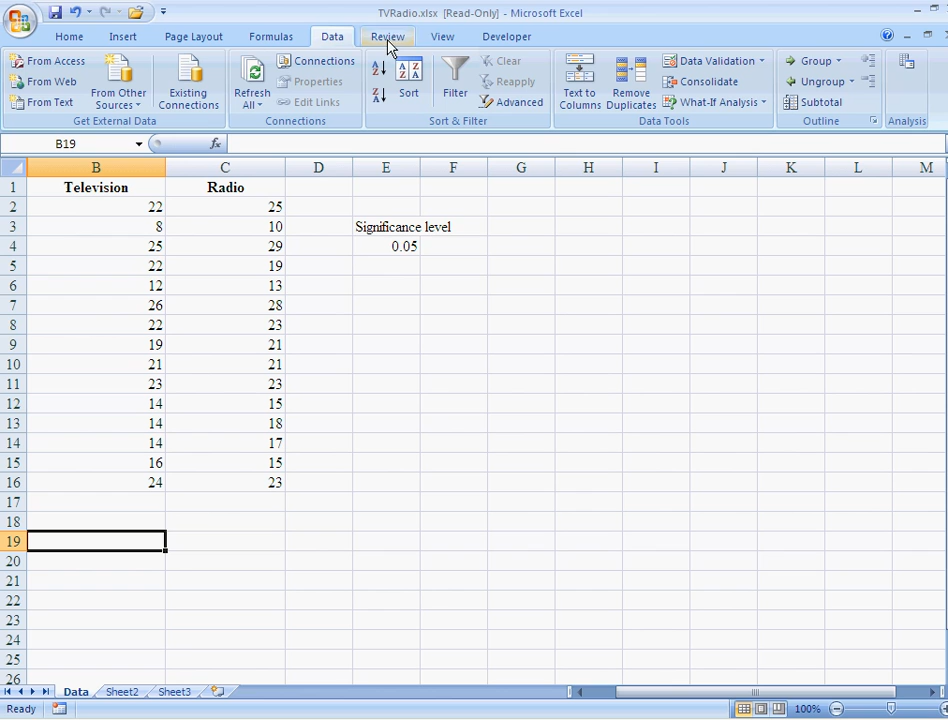 TVRadio.xlsx [Read-Only] - Microsoft Excel
Home Insert Page Layout Formulas Data Review View Developer
From Access From Web From Text From Other Sources Existing Connections
Get External Data
Refresh All Connections Properties Edit Links
Connections
A Z Z A A Z Z A Sort Filter Clear Reapply Advanced
Sort & Filter
Text to Columns Remove Duplicates Data Validation Consolidate What-If Analysis
Data Tools
Group Ungroup Subtotal
Outline
Analysis
B19 fx
B C D E F G H I J K L M
1 Television Radio
2 22 25
3 8 10 Significance level
4 25 29 0.05
5 22 19
6 12 13
7 26 28
8 22 23
9 19 21
10 21 21
11 23 23
12 14 15
13 14 18
14 14 17
15 16 15
16 24 23
17
18
19
20
21
22
23
24
25
26
Data Sheet2 Sheet3
Ready 100%